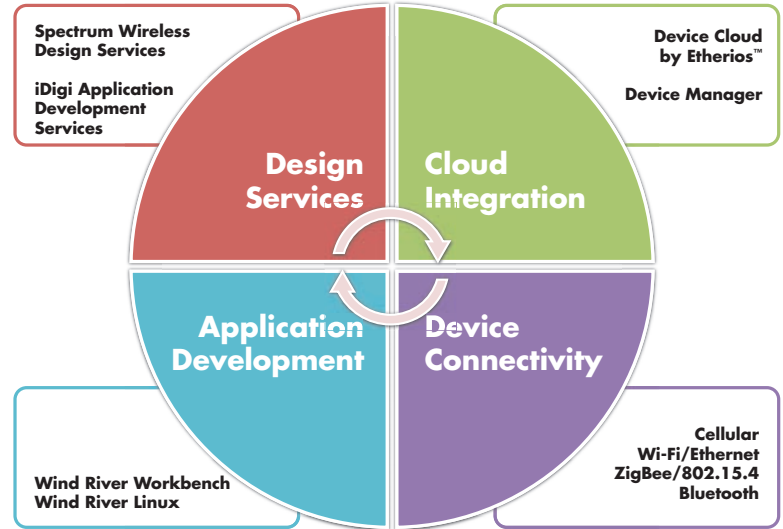 Spectrum Wireless
Design Services
iDigi Application
Development
Services
Device Cloud
by Etherios™
Device Manager
Design
Services
Cloud
Integration
Application
Development
Device
Connectivity
Wind River Workbench
Wind River Linux
Cellular
Wi-Fi/Ethernet
ZigBee/802.15.4
Bluetooth